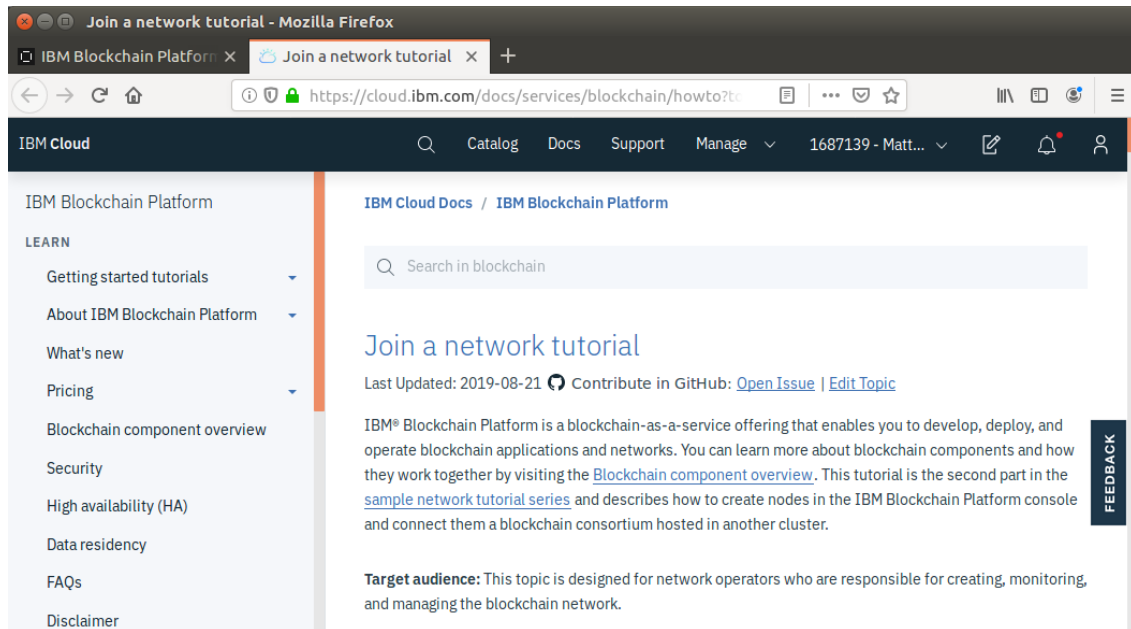 Join a network tutorial - Mozilla Firefox
IBM Blockchain Platform
Join a network tutorial
https://cloud.ibm.com/docs/services/blockchain/howto?to
IBM Cloud
Catalog
Docs
Support
Manage
1687139 - Matt...
IBM Blockchain Platform
LEARN
Getting started tutorials
About IBM Blockchain Platform
What's new
Pricing
Blockchain component overview
Security
High availability (HA)
Data residency
FAQs
Disclaimer
IBM Cloud Docs / IBM Blockchain Platform
Search in blockchain
Join a network tutorial
Last Updated: 2019-08-21 Contribute in GitHub: Open Issue | Edit Topic
IBM® Blockchain Platform is a blockchain-as-a-service offering that enables you to develop, deploy, and
operate blockchain applications and networks. You can learn more about blockchain components and how
they work together by visiting the Blockchain component overview. This tutorial is the second part in the
sample network tutorial series and describes how to create nodes in the IBM Blockchain Platform console
and connect them a blockchain consortium hosted in another cluster.
Target audience: This topic is designed for network operators who are responsible for creating, monitoring,
and managing the blockchain network.
FEEDBACK